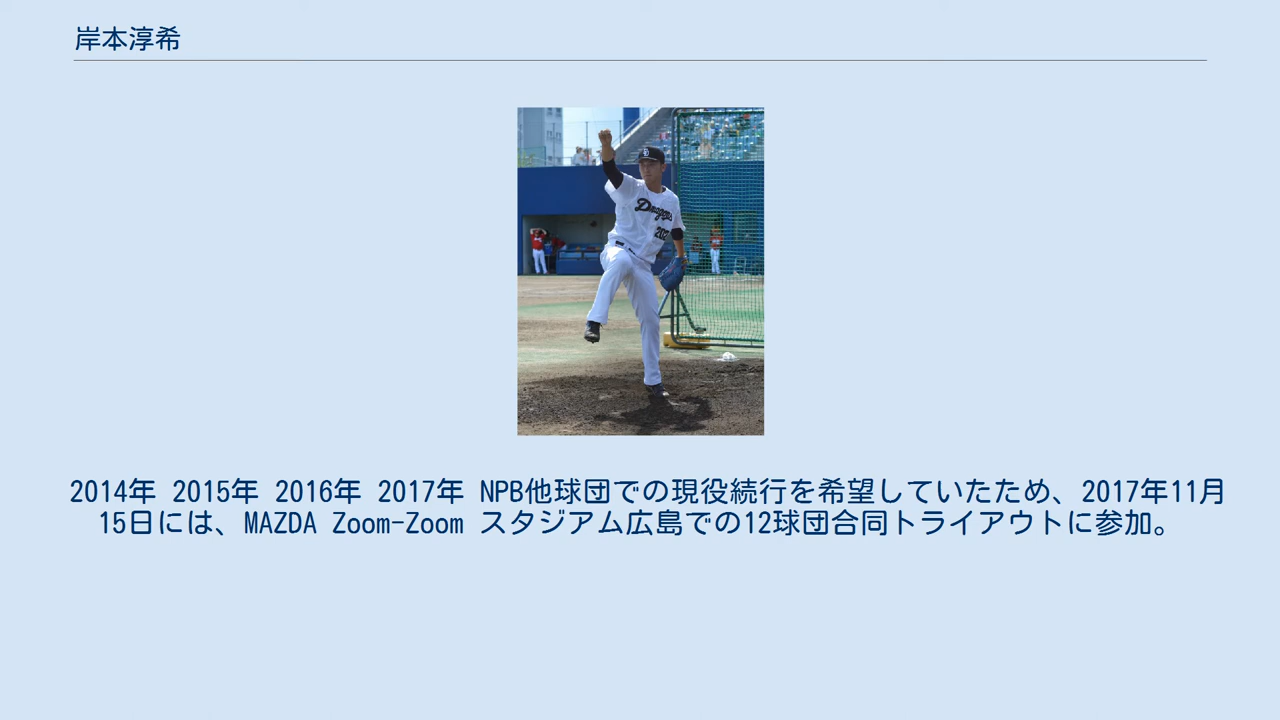 岸本淳希
Dragons
202
2014年 2015年 2016年 2017年 NPB他球団での現役続行を希望していたため、2017年11月
15日には、MAZDA Zoom-Zoom スタジアム広島での12球団合同トライアウトに参加。